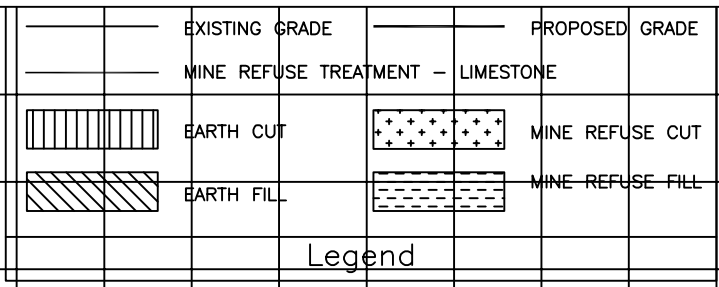 EXISTING GRADE
PROPOSED GRADE
MINE REFUSE TREATMENT – LIMESTONE
EARTH CUT
MINE REFUSE CUT
EARTH FILL
MINE REFUSE FILL
Legend